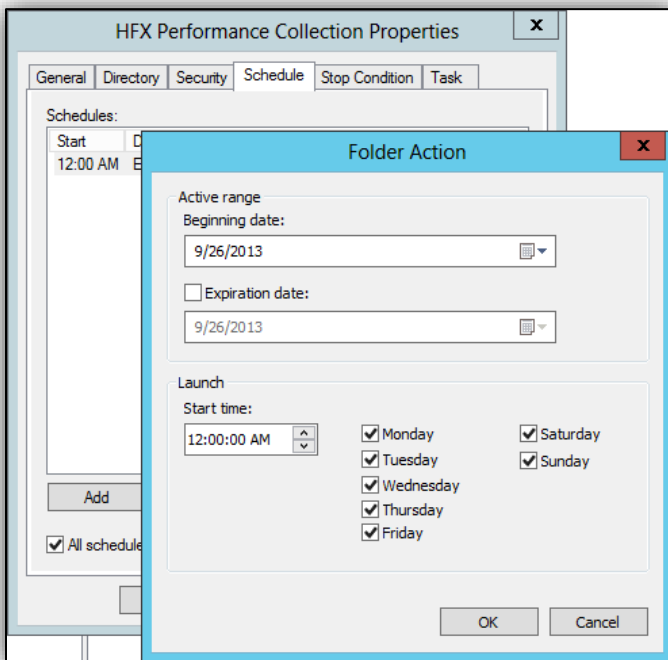 HFX Performance Collection Properties
x
General Directory Security Schedule Stop Condition Task
Schedules:
Start
12:00 AM
Add
All schedule
Folder Action
x
Active range
Beginning date:
9/26/2013
Expiration date:
9/26/2013
Launch
Start time:
12:00:00 AM
Monday
Tuesday
Wednesday
Thursday
Friday
Saturday
Sunday
OK
Cancel